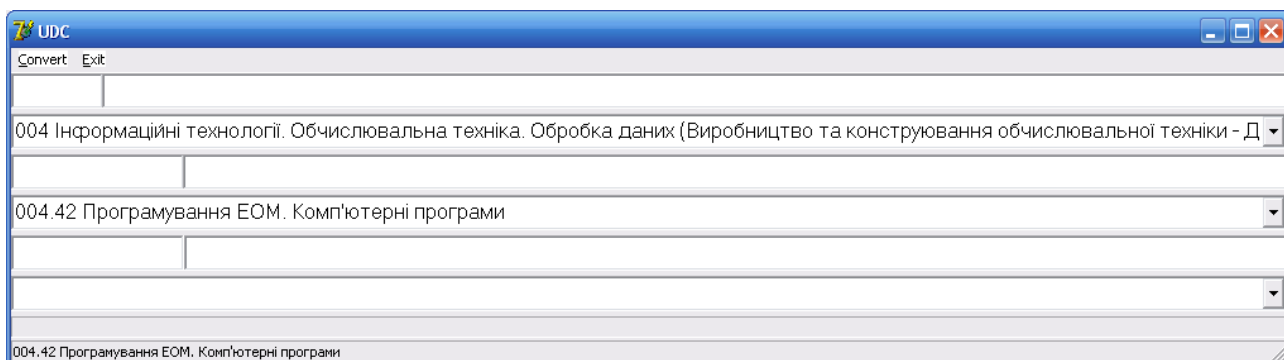 UDC
Convert Exit
004 Інформаційні технології. Обчислювальна техніка. Обробка даних (Виробництво та конструювання обчислювальної техніки - Д
004.42 Програмування ЕОМ. Комп'ютерні програми
004.42 Програмування ЕОМ. Комп'ютерні програми